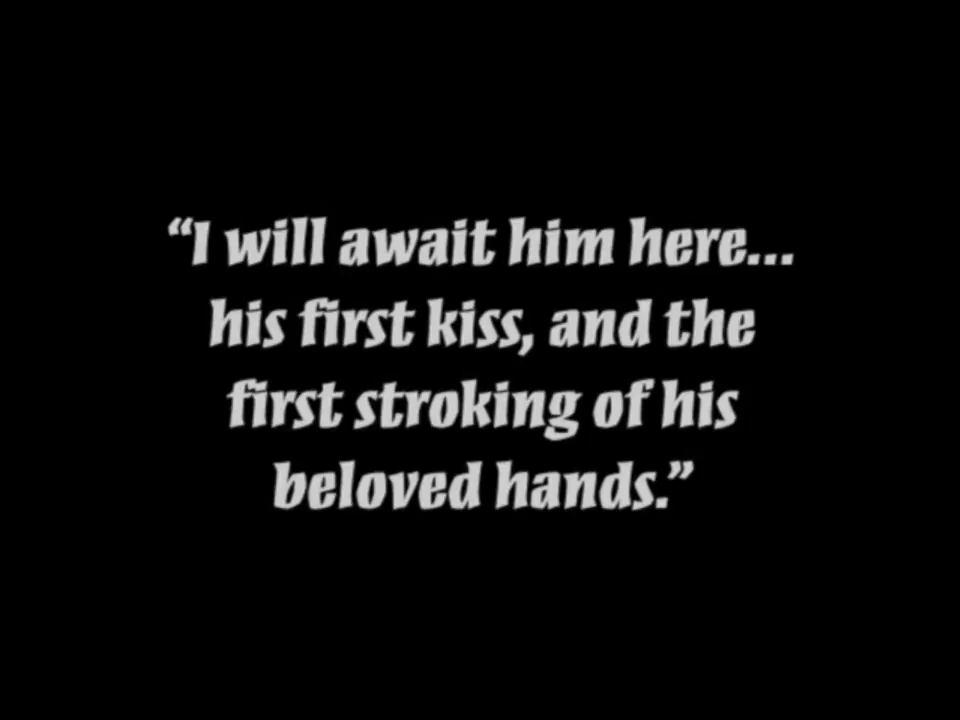 “I will await him here...
his first kiss, and the
first stroking of his
beloved hands.”